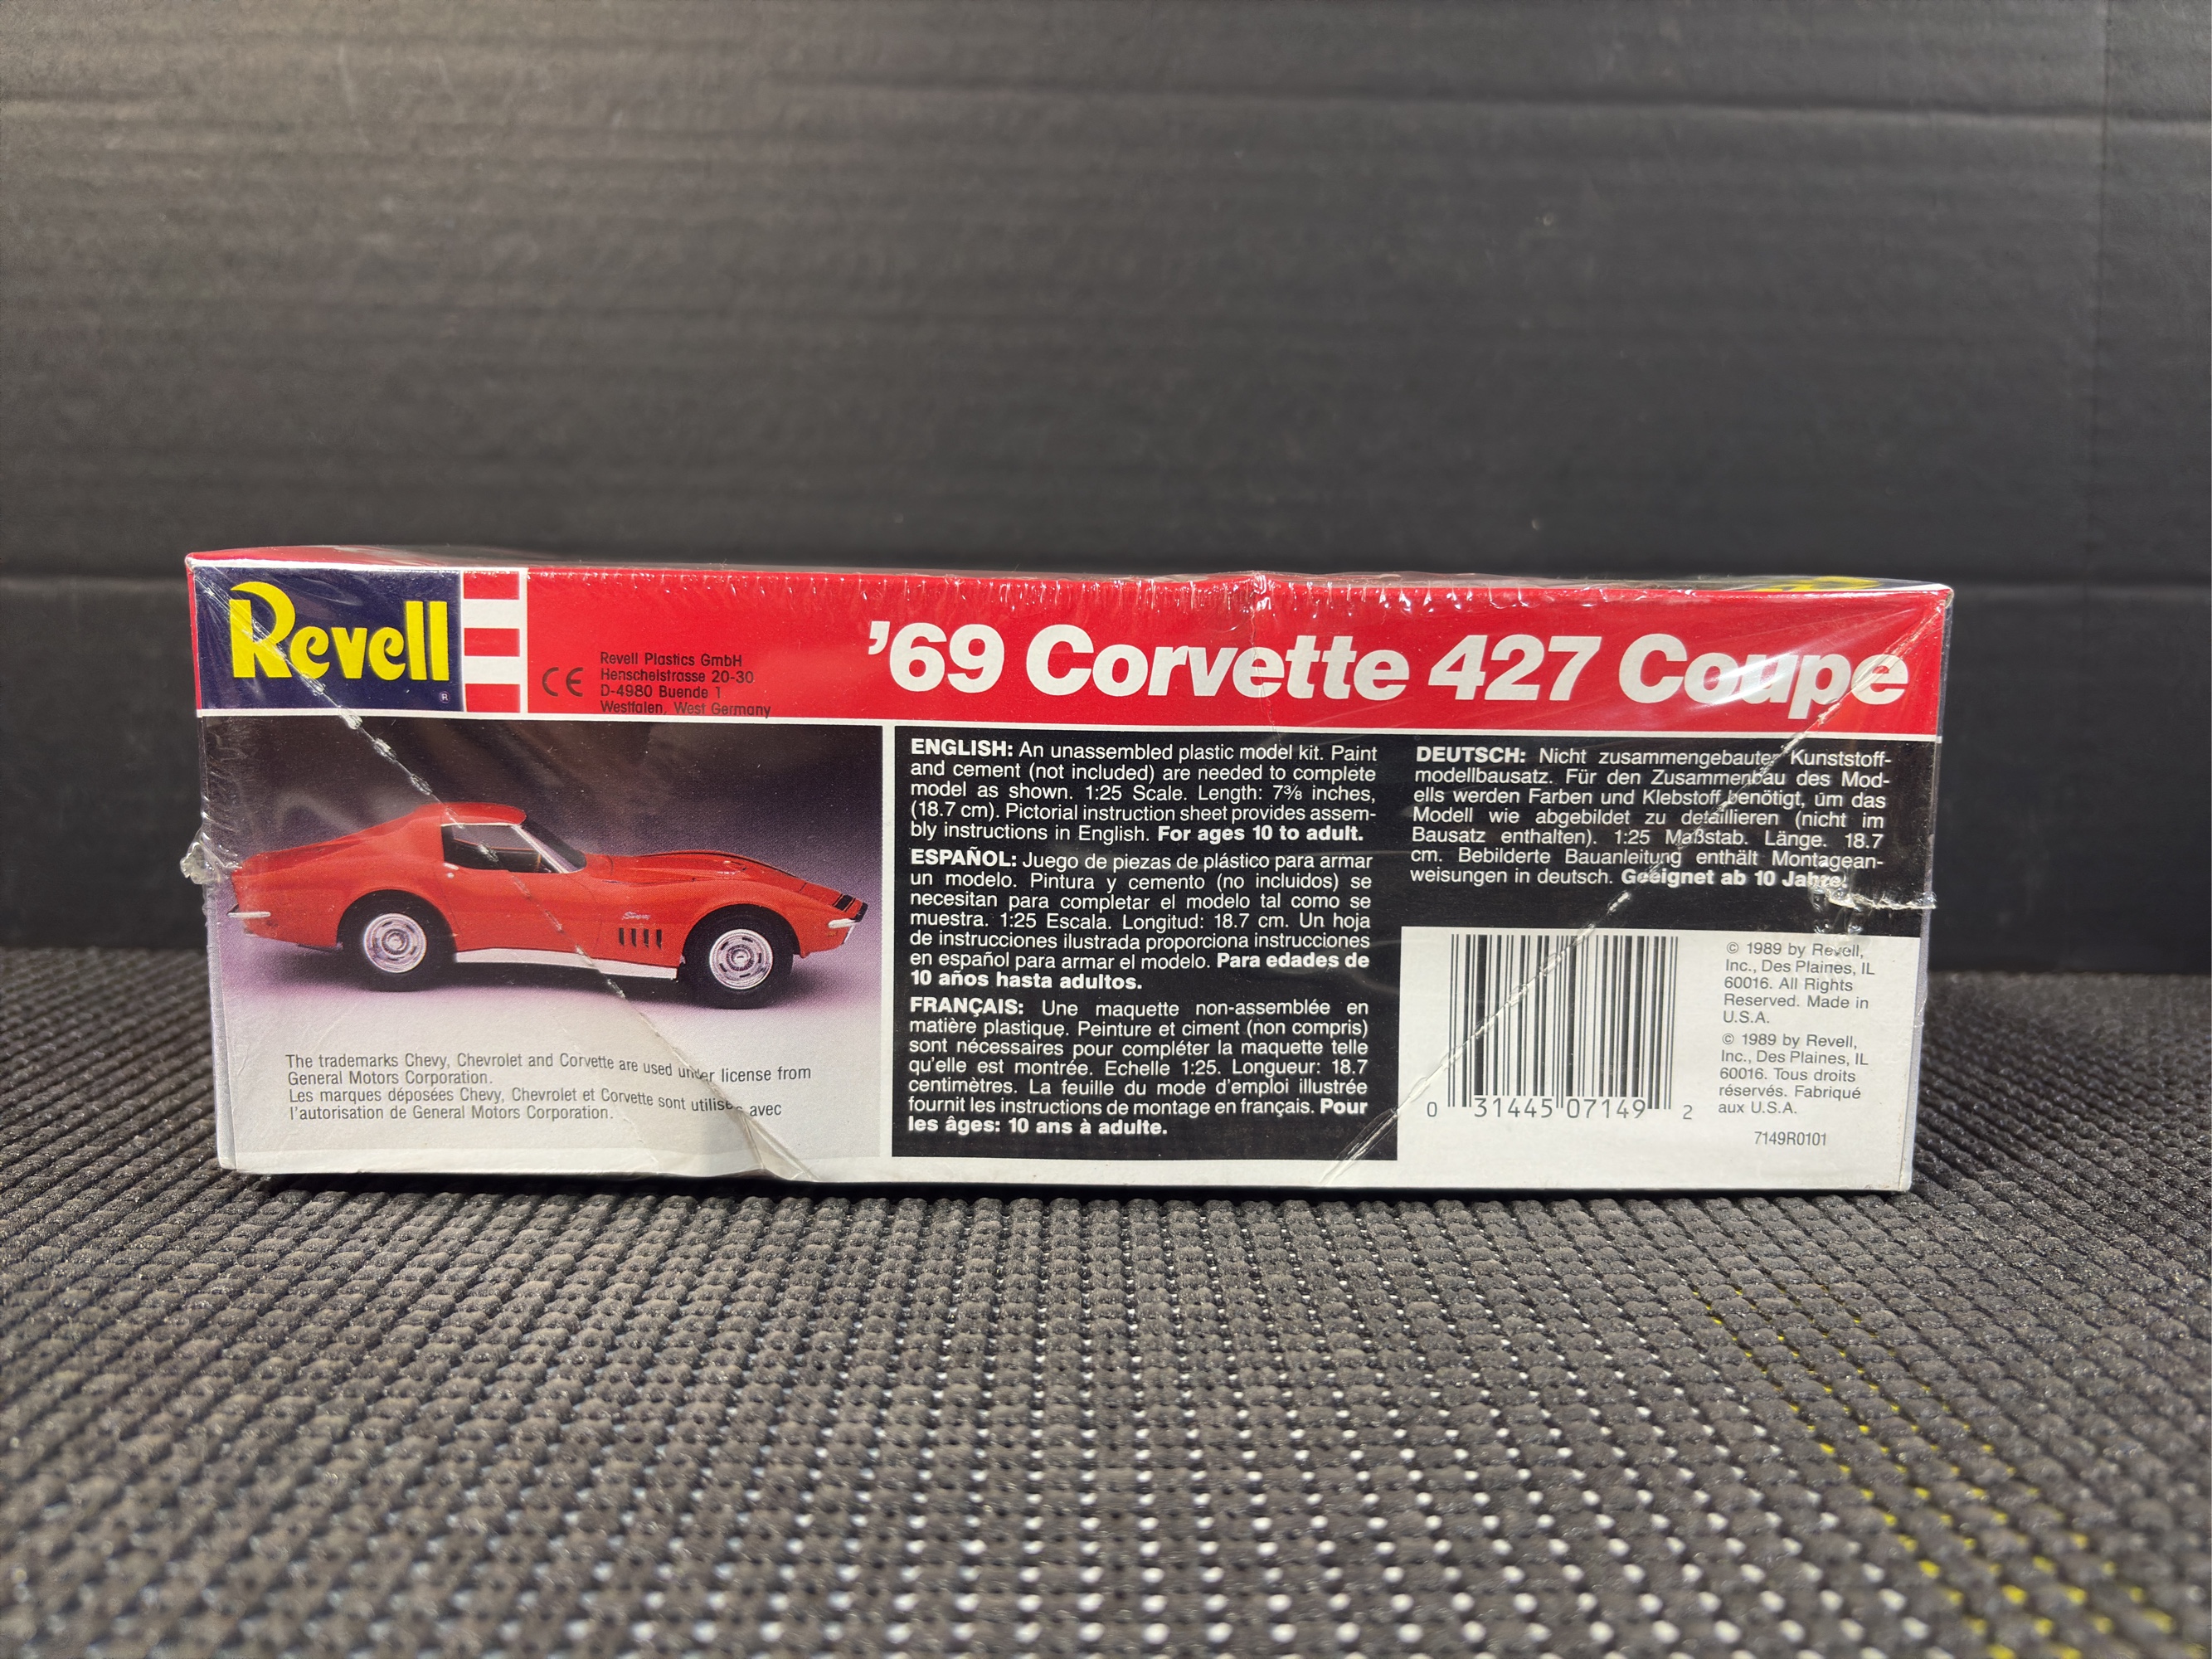 Revell
®
CE
Revell Plastics GmbH
Henschelstrasse 20-30
D-4980 Buende 1
Westfalen, West Germany
’69 Corvette 427 Coupe
Stingray
The trademarks Chevy, Chevrolet and Corvette are used under license from
General Motors Corporation.
Les marques déposées Chevy, Chevrolet et Corvette sont utilisés avec
l’autorisation de General Motors Corporation.
ENGLISH: An unassembled plastic model kit. Paint
and cement (not included) are needed to complete
model as shown. 1:25 Scale. Length: 7⅜ inches,
(18.7 cm). Pictorial instruction sheet provides assem-
bly instructions in English. For ages 10 to adult.
ESPAÑOL: Juego de piezas de plástico para armar
un modelo. Pintura y cemento (no incluidos) se
necesitan para completar el modelo tal como se
muestra. 1:25 Escala. Longitud: 18.7 cm. Un hoja
de instrucciones ilustrada proporciona instrucciones
en español para armar el modelo. Para edades de
10 años hasta adultos.
FRANÇAIS: Une maquette non-assemblée en
matière plastique. Peinture et ciment (non compris)
sont nécessaires pour compléter la maquette telle
qu’elle est montrée. Echelle 1:25. Longueur: 18.7
centimètres. La feuille du mode d’emploi illustrée
fournit les instructions de montage en français. Pour
les âges: 10 ans à adulte.
DEUTSCH: Nicht zusammengebauter Kunststoff-
modellbausatz. Für den Zusammenbau des Mod-
ells werden Farben und Klebstoff benötigt, üm das
Modell wie abgebildet zu detäillieren (nicht im
Bausatz enthalten). 1:25 Maßstab. Länge. 18.7
cm. Bebilderte Bauanleitung enthält Montagean-
weisungen in deutsch. Geeignet ab 10 Jahre.
0 31445 07149 2
© 1989 by Revell,
Inc., Des Plaines, IL
60016. All Rights
Reserved. Made in
U.S.A.
© 1989 by Revell,
Inc., Des Plaines, IL
60016. Tous droits
réservés. Fabriqué
aux U.S.A.
7149R0101